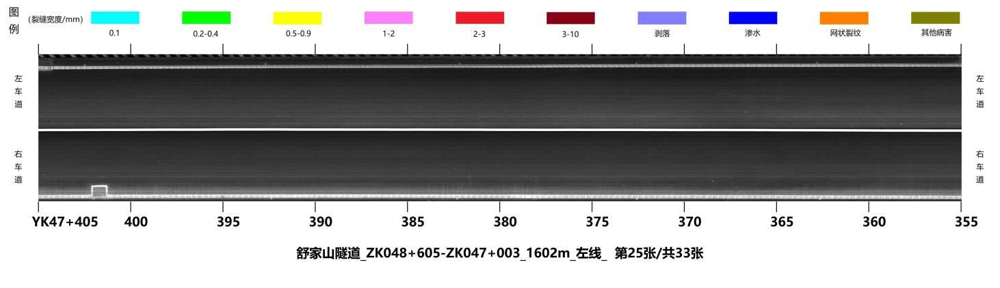 图例
(裂缝宽度/mm)
0.1 0.2-0.4 0.5-0.9 1-2 2-3 3-10 剥落 渗水 网状裂纹 其他病害
左车道 左车道
右车道 右车道
YK47+405 400 395 390 385 380 375 370 365 360 355
舒家山隧道_ZK048+605-ZK047+003_1602m_左线_ 第25张/共33张